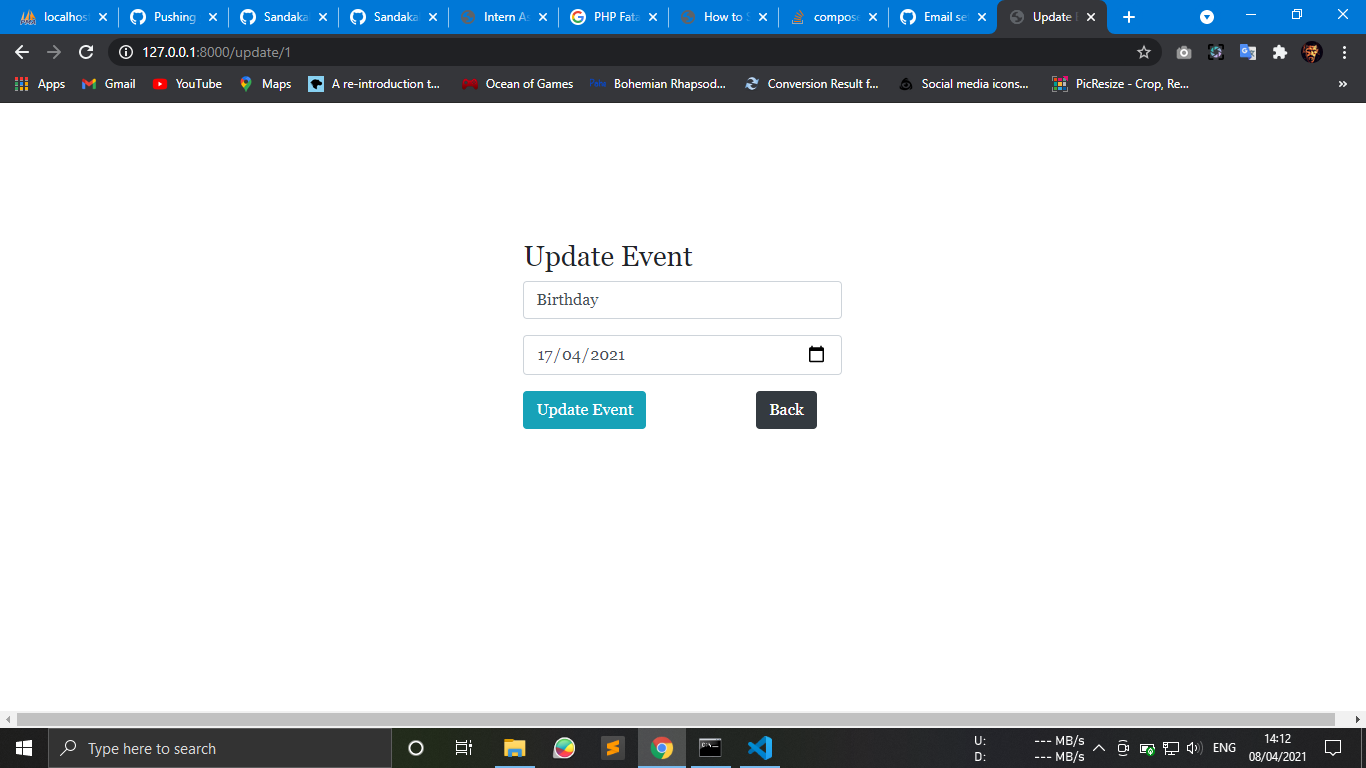 localhos Pushing Sandaka Sandaka Intern As PHP Fata How to S compose Email se Update
127.0.0.1:8000/update/1
Apps Gmail YouTube Maps A re-introduction t... Ocean of Games Bohemian Rhapsod... Conversion Result f... Social media icons... PicResize - Crop, Re... »
Update Event
Birthday
17/04/2021
Update Event Back
U: --- MB/s 14:12
Type here to search ENG
D: --- MB/s 08/04/2021